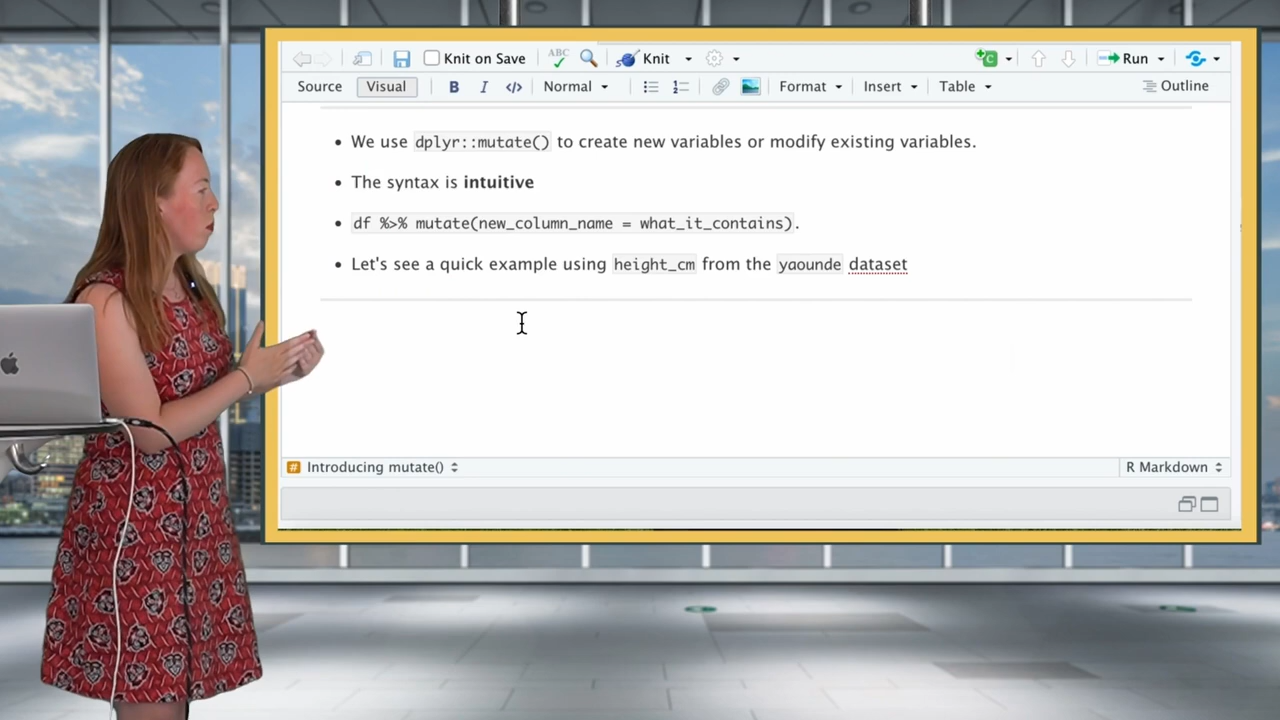 Knit on Save
ABC
Knit
Run
Source
Visual
B
I
</>
Normal
Format
Insert
Table
Outline
We use dplyr::mutate() to create new variables or modify existing variables.
The syntax is intuitive
df %>% mutate(new_column_name = what_it_contains).
Let's see a quick example using height_cm from the yaounde dataset
# Introducing mutate()
R Markdown